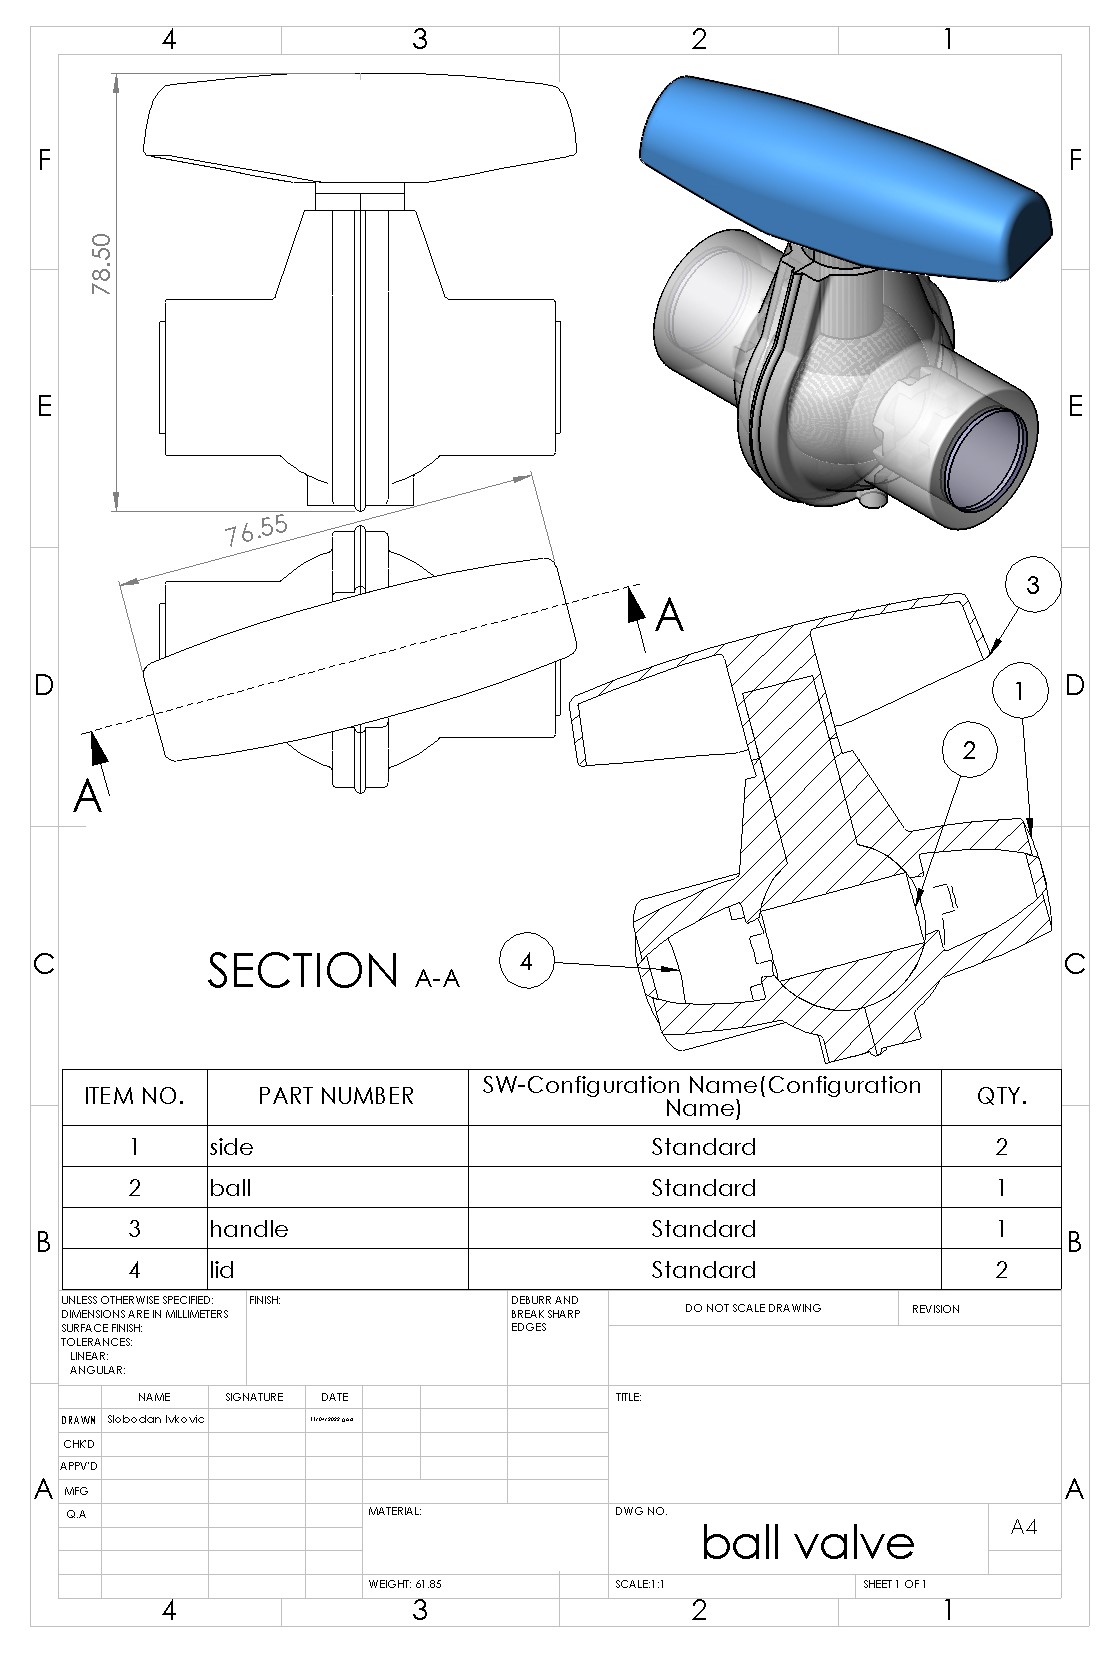 4 3 2 1
F F
78.50
E E
76.55
3
A
D D
1
2
A
C C
SECTION A-A
4
ITEM NO. PART NUMBER SW-Configuration Name(Configuration Name) QTY.
1 side Standard 2
2 ball Standard 1
B B
3 handle Standard 1
4 lid Standard 2
UNLESS OTHERWISE SPECIFIED:
DIMENSIONS ARE IN MILLIMETERS
SURFACE FINISH:
TOLERANCES:
LINEAR:
ANGULAR:
FINISH:
DEBURR AND
BREAK SHARP
EDGES
DO NOT SCALE DRAWING
REVISION
NAME SIGNATURE DATE
TITLE:
DRAWN Slobodan Ivkovic
CHK'D
APPV'D
A A
MFG
Q.A
MATERIAL:
DWG NO.
ball valve
A4
WEIGHT: 61.85
SCALE:1:1
SHEET 1 OF 1
4 3 2 1